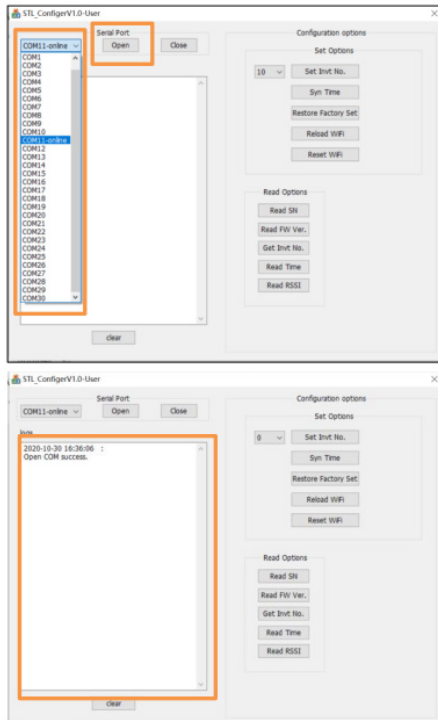 STL_ConfigerV1.0-User
Serial Port
COM11-online Open Close
COM1
COM2
COM3
COM4
COM5
COM6
COM7
COM8
COM9
COM10
COM11-online
COM12
COM13
COM14
COM15
COM16
COM17
COM18
COM19
COM20
COM21
COM22
COM23
COM24
COM25
COM26
COM27
COM28
COM29
COM30
clear
Configuration options
Set Options
10 Set Invt No.
Syn Time
Restore Factory Set
Reload WiFi
Reset WiFi
Read Options
Read SN
Read FW Ver.
Get Invt No.
Read Time
Read RSSI
STL_ConfigerV1.0-User
Serial Port
COM11-online Open Close
logs
2020-10-30 16:36:06 :
Open COM success.
clear
Configuration options
Set Options
0 Set Invt No.
Syn Time
Restore Factory Set
Reload WiFi
Reset WiFi
Read Options
Read SN
Read FW Ver.
Get Invt No.
Read Time
Read RSSI